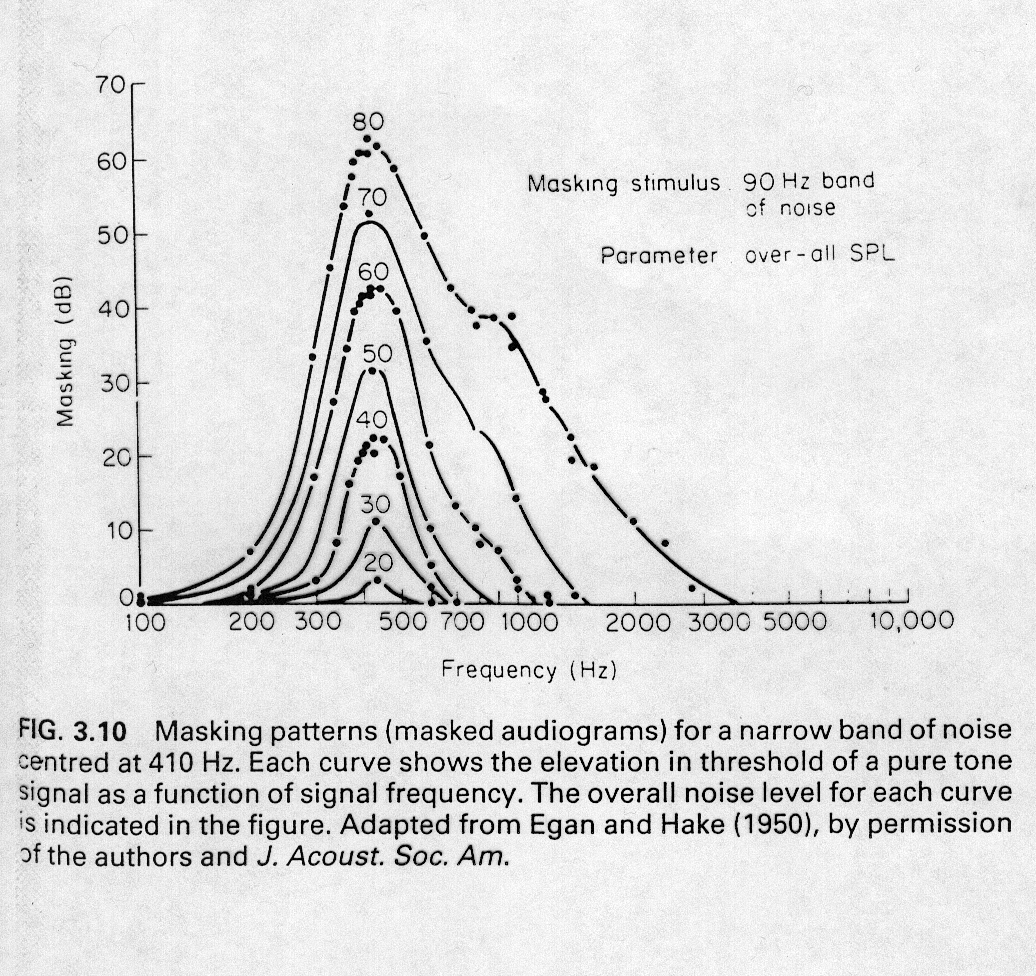 70
80
60
Masking stimulus 90 Hz band
of noise
70
50
Parameter over-all SPL
60
40
50
30
40
20
30
10
20
0
Masking (dB)
100 200 300 500 700 1000 2000 3000 5000 10,000
Frequency (Hz)
FIG. 3.10 Masking patterns (masked audiograms) for a narrow band of noise
centred at 410 Hz. Each curve shows the elevation in threshold of a pure tone
signal as a function of signal frequency. The overall noise level for each curve
is indicated in the figure. Adapted from Egan and Hake (1950), by permission
of the authors and J. Acoust. Soc. Am.